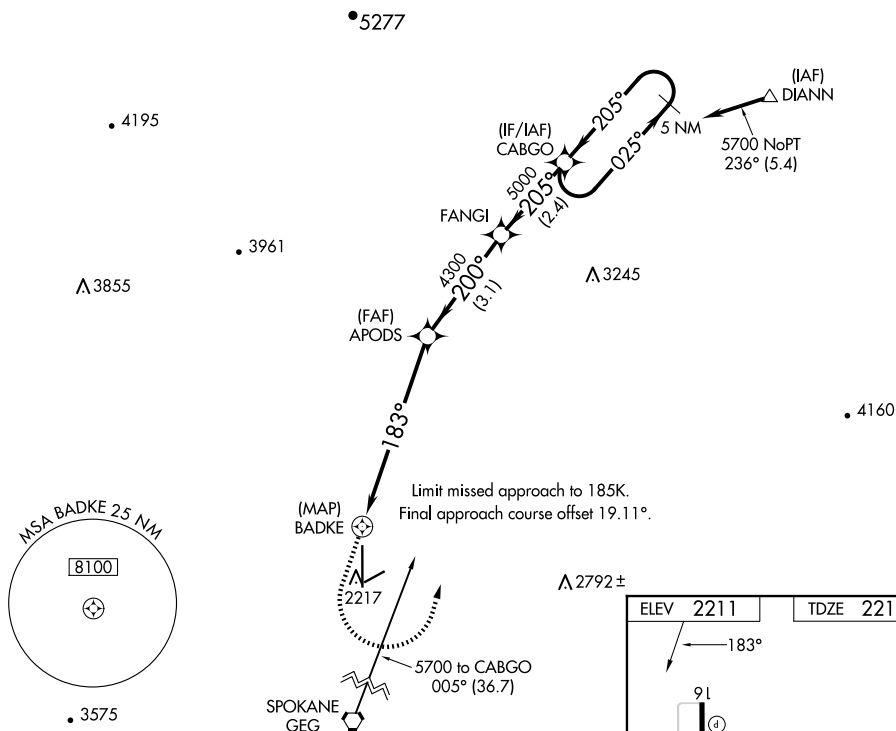 5277
4195
(IAF)
DIANN
205°
5 NM
(IF/IAF)
CABGO
025°
5700 NoPT
236° (5.4)
5000
205°
(2.4)
FANGI
3961
4300
200°
(3.1)
3855
3245
(FAF)
APODS
183°
4160
Limit missed approach to 185K.
Final approach course offset 19.11°.
(MAP)
BADKE
MSA BADKE 25 NM
8100
2217
2792 ±
ELEV 2211
TDZE 221
183°
5700 to CABGO
005° (36.7)
16
P
3575
SPOKANE
GEG